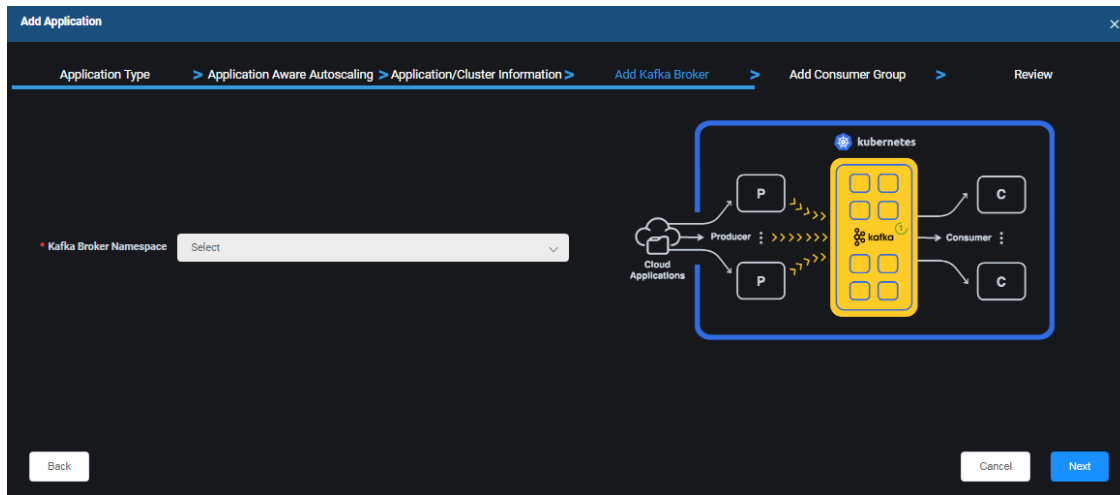 Add Application
Application Type > Application Aware Autoscaling > Application/Cluster Information > Add Kafka Broker > Add Consumer Group > Review
kubernetes
P
C
* Kafka Broker Namespace
Select
Producer
kafka
1
Consumer
Cloud
Applications
P
C
Back
Cancel
Next